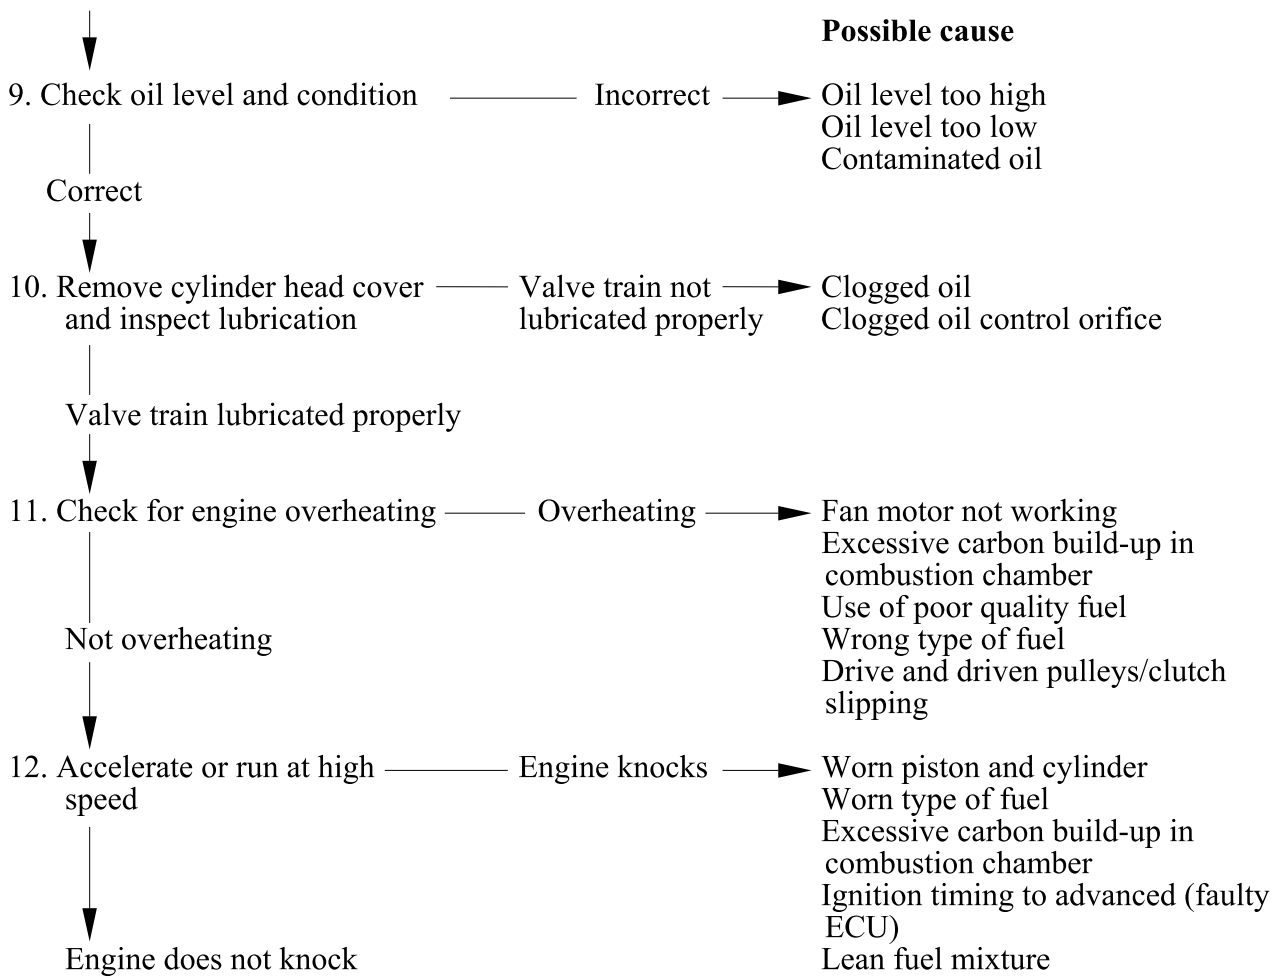 Possible cause
9. Check oil level and condition Incorrect Oil level too high
Oil level too low
Contaminated oil
Correct
10. Remove cylinder head cover Valve train not Clogged oil
and inspect lubrication lubricated properly Clogged oil control orifice
Valve train lubricated properly
11. Check for engine overheating Overheating Fan motor not working
Excessive carbon build-up in
combustion chamber
Use of poor quality fuel
Not overheating Wrong type of fuel
Drive and driven pulleys/clutch
slipping
12. Accelerate or run at high Engine knocks Worn piston and cylinder
speed Worn type of fuel
Excessive carbon build-up in
combustion chamber
Ignition timing to advanced (faulty
ECU)
Engine does not knock Lean fuel mixture